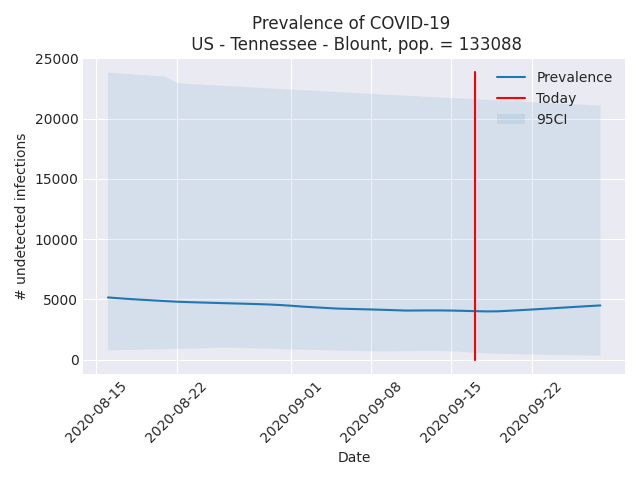 Prevalence of COVID-19
US - Tennessee - Blount, pop. = 133088
25000
20000
15000
10000
5000
0
# undetected infections
Prevalence
Today
95CI
2020-08-15
2020-08-22
2020-09-01
2020-09-08
2020-09-15
2020-09-22
Date